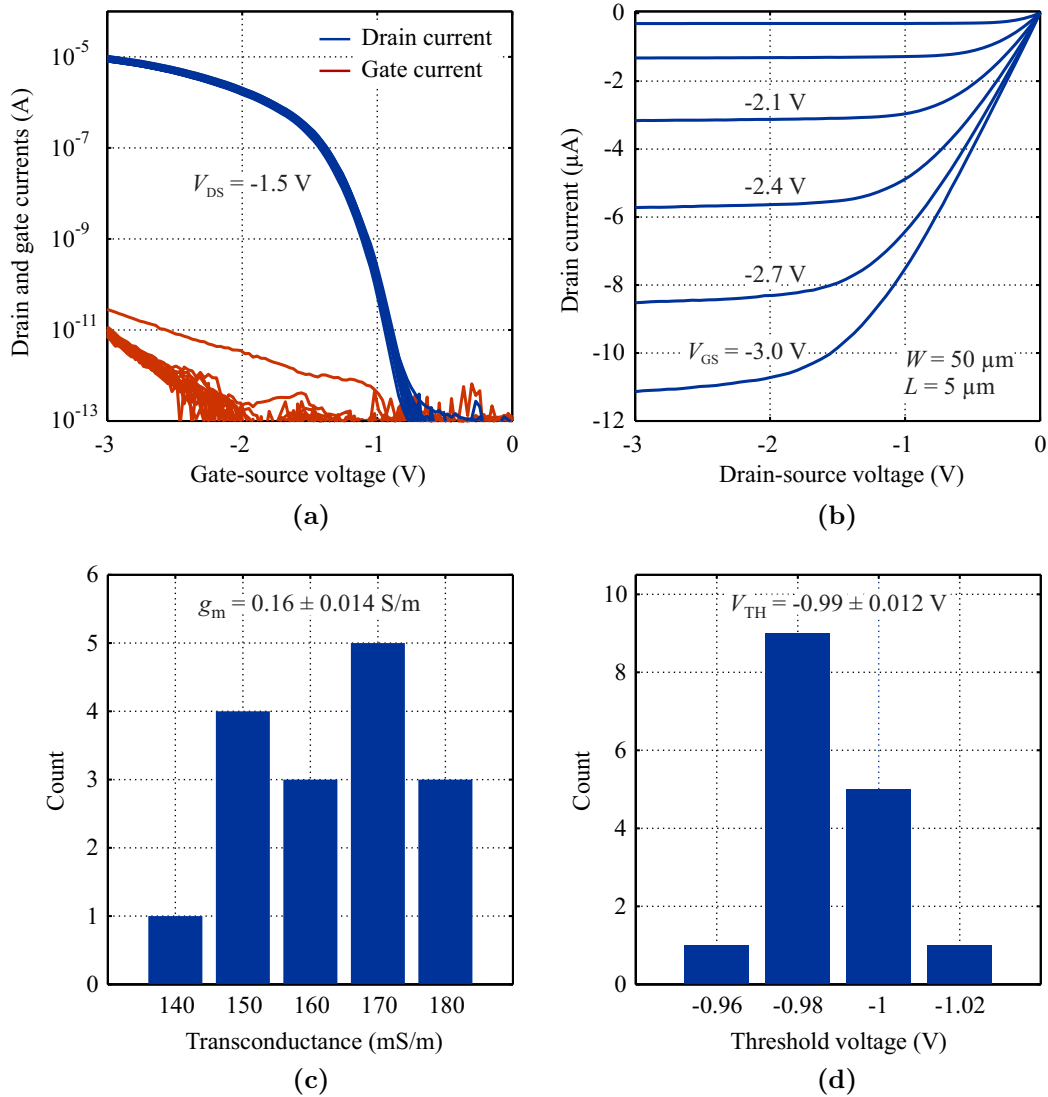 Drain current
Gate current
10⁻⁵
10⁻⁷
10⁻⁹
10⁻¹¹
10⁻¹³
V_DS = -1.5 V
Drain and gate currents (A)
-3 -2 -1 0
Gate-source voltage (V)
(a)
0
-2
-4
-6
-8
-10
-12
-2.1 V
-2.4 V
-2.7 V
V_GS = -3.0 V
W = 50 µm
L = 5 µm
Drain current (µA)
-3 -2 -1 0
Drain-source voltage (V)
(b)
6
5
4
3
2
1
0
g_m = 0.16 ± 0.014 S/m
Count
140 150 160 170 180
Transconductance (mS/m)
(c)
10
8
6
4
2
0
V_TH = -0.99 ± 0.012 V
Count
-0.96 -0.98 -1 -1.02
Threshold voltage (V)
(d)